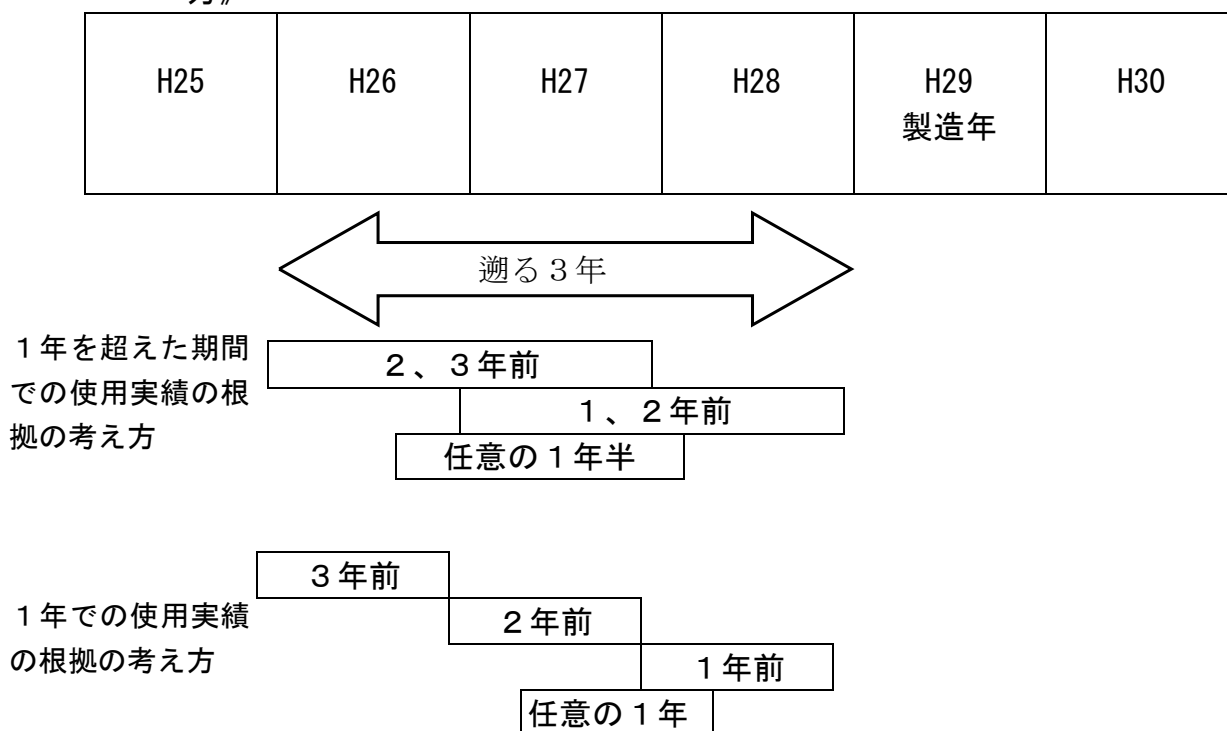 方》
H25 H26 H27 H28 H29 H30
製造年
遡る３年
１年を超えた期間
での使用実績の根
拠の考え方
２、３年前
１、２年前
任意の１年半
３年前
１年での使用実績
の根拠の考え方
２年前
１年前
任意の１年